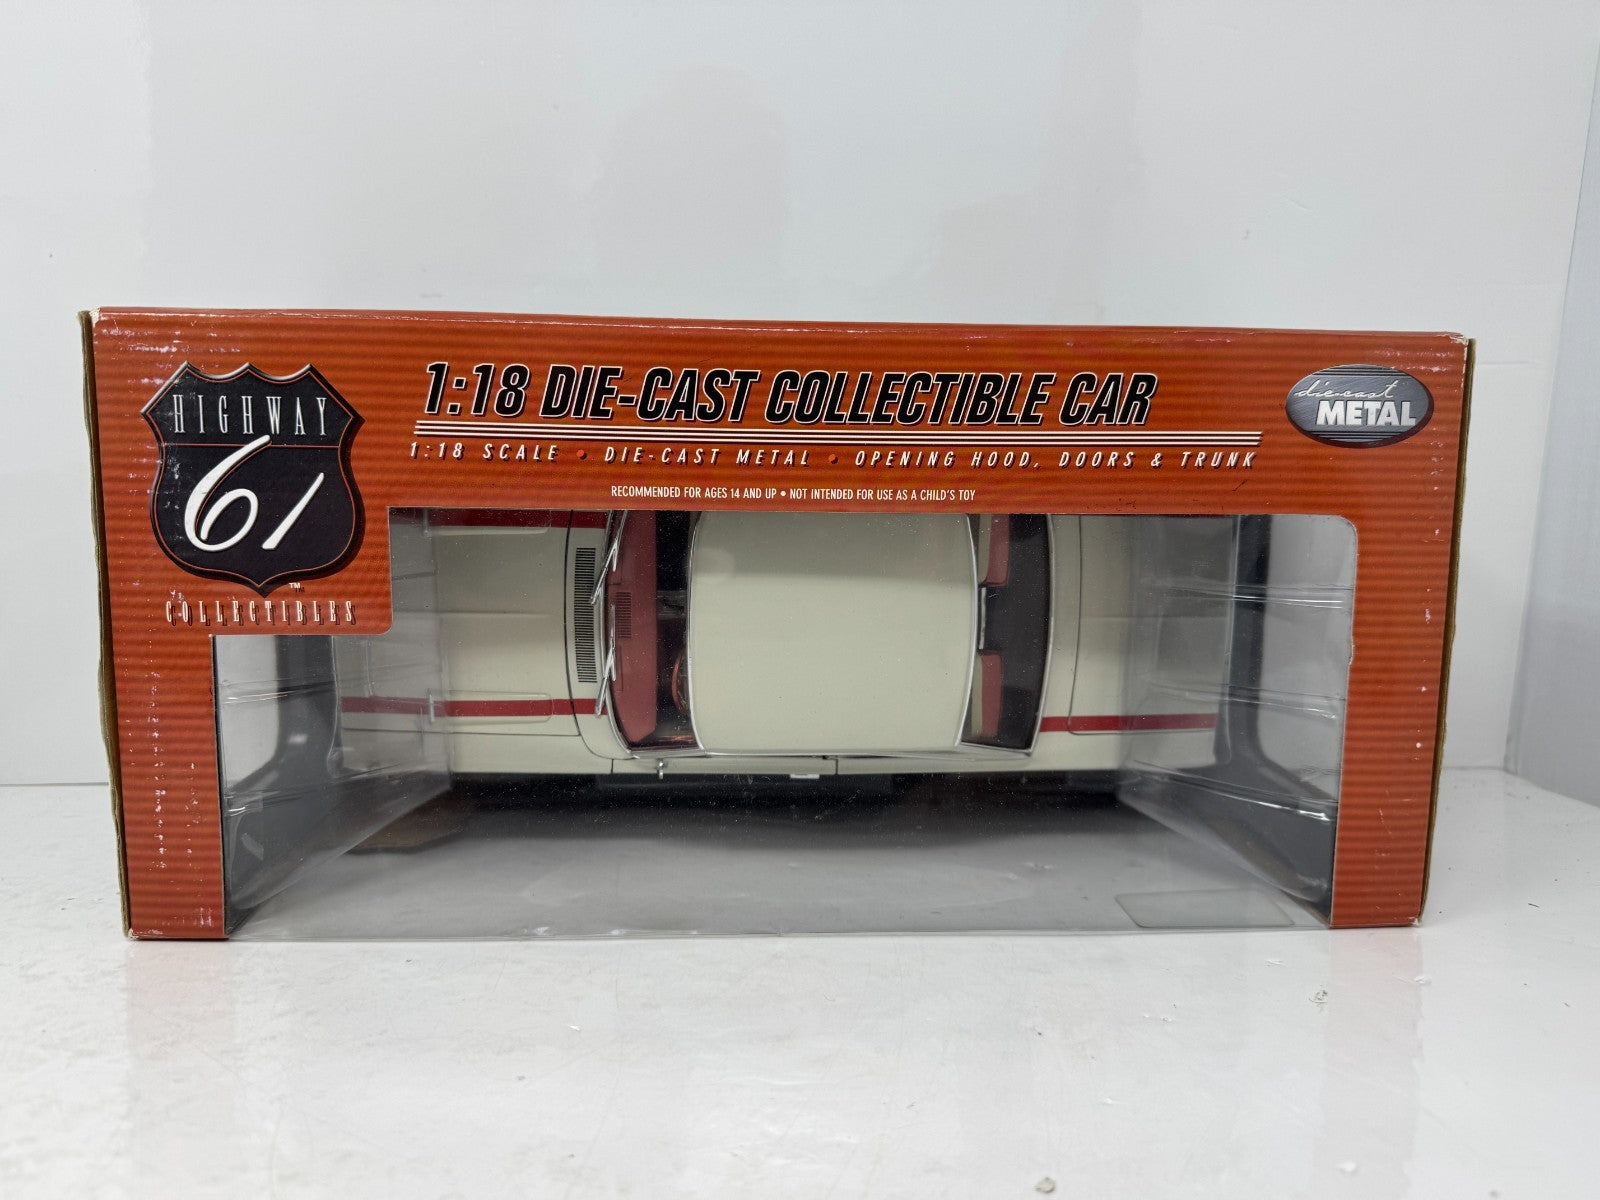 HIGHWAY
61
™
COLLECTIBLES
1:18 DIE-CAST COLLECTIBLE CAR
1:18 SCALE • DIE-CAST METAL • OPENING HOOD, DOORS & TRUNK
RECOMMENDED FOR AGES 14 AND UP • NOT INTENDED FOR USE AS A CHILD'S TOY
die-cast
METAL